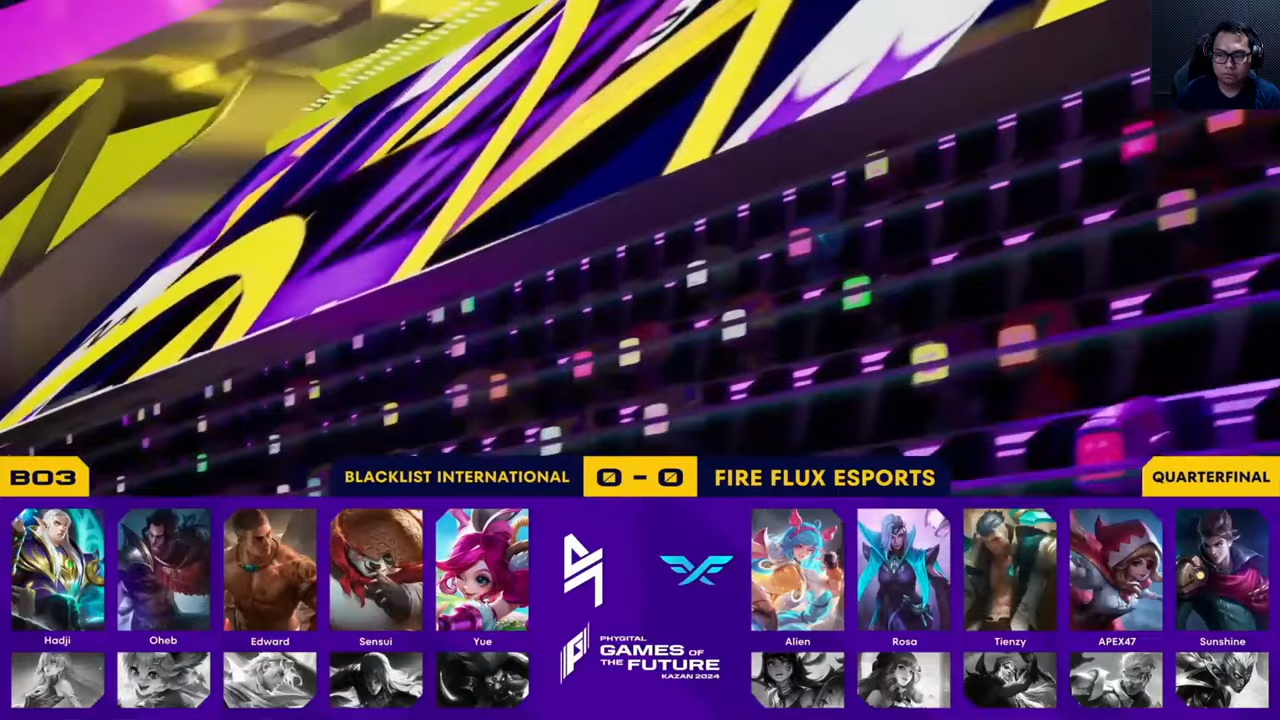 BO3
BLACKLIST INTERNATIONAL
0 - 0
FIRE FLUX ESPORTS
QUARTERFINAL
Hadji
Oheb
Edward
Sensui
Yue
Alien
Rosa
Tienzy
APEX47
Sunshine
PHYGITAL
GAMES OF
THE FUTURE
KAZAN 2024